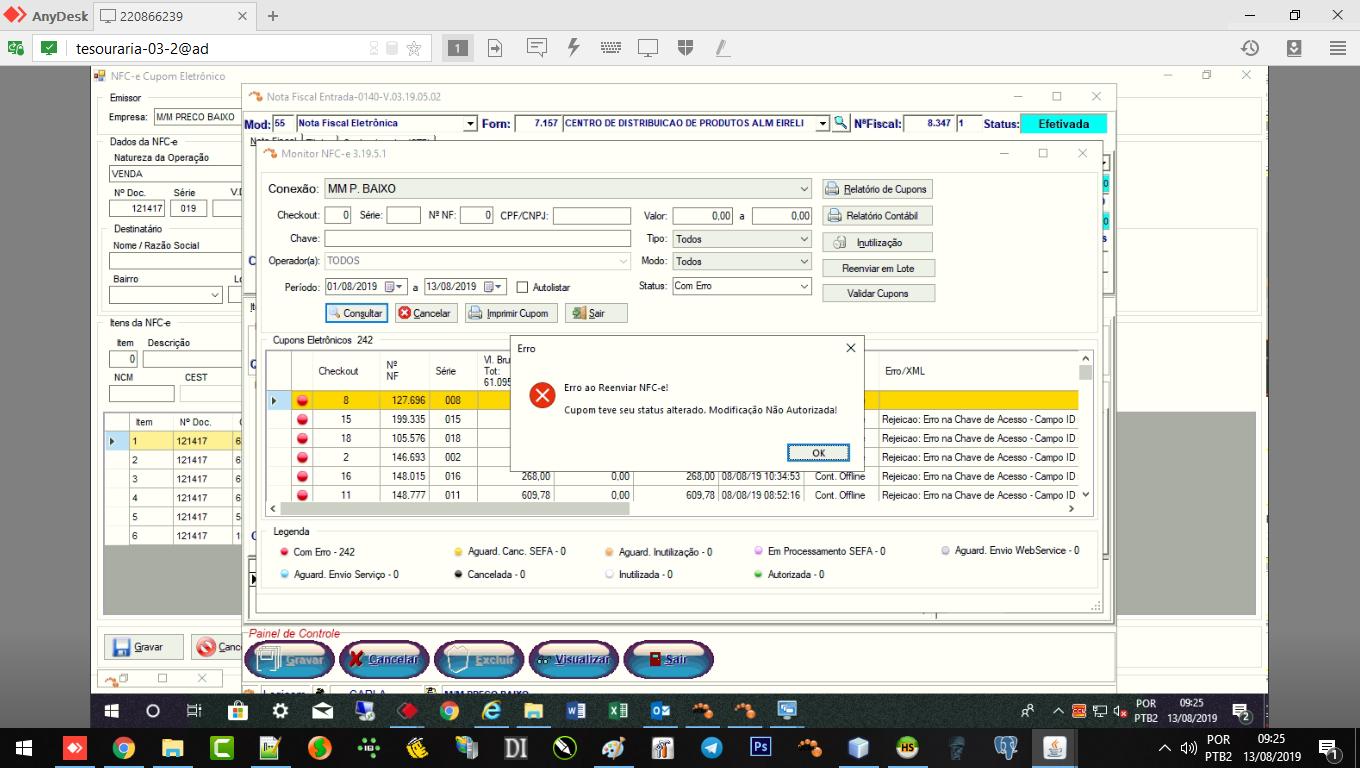 AnyDesk
220866239
tesouraria-03-2@ad
1
NFC-e Cupom Eletrônico
Emissor
Empresa: M/M PRECO BAIXO
Dados da NFC-e
Natureza da Operação
VENDA
Nº Doc. Série
121417 019
Destinatário
Nome / Razão Social
Bairro
Itens da NFC-e
Item Descrição
0
NCM CEST
Item Nº Doc.
1 121417
2 121417
3 121417
4 121417
5 121417
6 121417
Gravar
Nota Fiscal Entrada-0140-V.03.19.05.02
Mod: 55 Nota Fiscal Eletrônica Forn: 7.157 CENTRO DE DISTRIBUICAO DE PRODUTOS ALM EIRELI NºFiscal: 8.347 1 Status: Efetivada
Monitor NFC-e 3.19.5.1
Conexão: MM P. BAIXO
Relatório de Cupons
Checkout: 0 Série: Nº NF: 0 CPF/CNPJ: Valor: 0,00 a 0,00
Relatório Contábil
Chave: Tipo: Todos
Inutilização
Operador(a): TODOS Modo: Todos
Reenviar em Lote
Período: 01/08/2019 a 13/08/2019 Autolistar Status: Com Erro
Validar Cupons
Consultar Cancelar Imprimir Cupom Sair
Cupons Eletrônicos 242
Checkout Nº NF Série Vl. Bru Tot: 61.095 Erro/XML
8 127.696 008
15 199.335 015 Rejeicao: Erro na Chave de Acesso - Campo ID
18 105.576 018 Rejeicao: Erro na Chave de Acesso - Campo ID
2 146.693 002 Rejeicao: Erro na Chave de Acesso - Campo ID
16 148.015 016 268,00 0,00 268,00 08/08/19 10:34:53 Cont. Offline Rejeicao: Erro na Chave de Acesso - Campo ID
11 148.777 011 609,78 0,00 609,78 08/08/19 08:52:16 Cont. Offline Rejeicao: Erro na Chave de Acesso - Campo ID
Erro
Erro ao Reenviar NFC-e!
Cupom teve seu status alterado. Modificação Não Autorizada!
OK
Legenda
Com Erro - 242 Aguard. Canc. SEFA - 0 Aguard. Inutilização - 0 Em Processamento SEFA - 0 Aguard. Envio WebService - 0
Aguard. Envio Serviço - 0 Cancelada - 0 Inutilizada - 0 Autorizada - 0
Painel de Controle
Gravar Cancelar Excluir Visualizar Sair
POR
PTB2
09:25
13/08/2019
2
POR
PTB2
09:25
13/08/2019
1